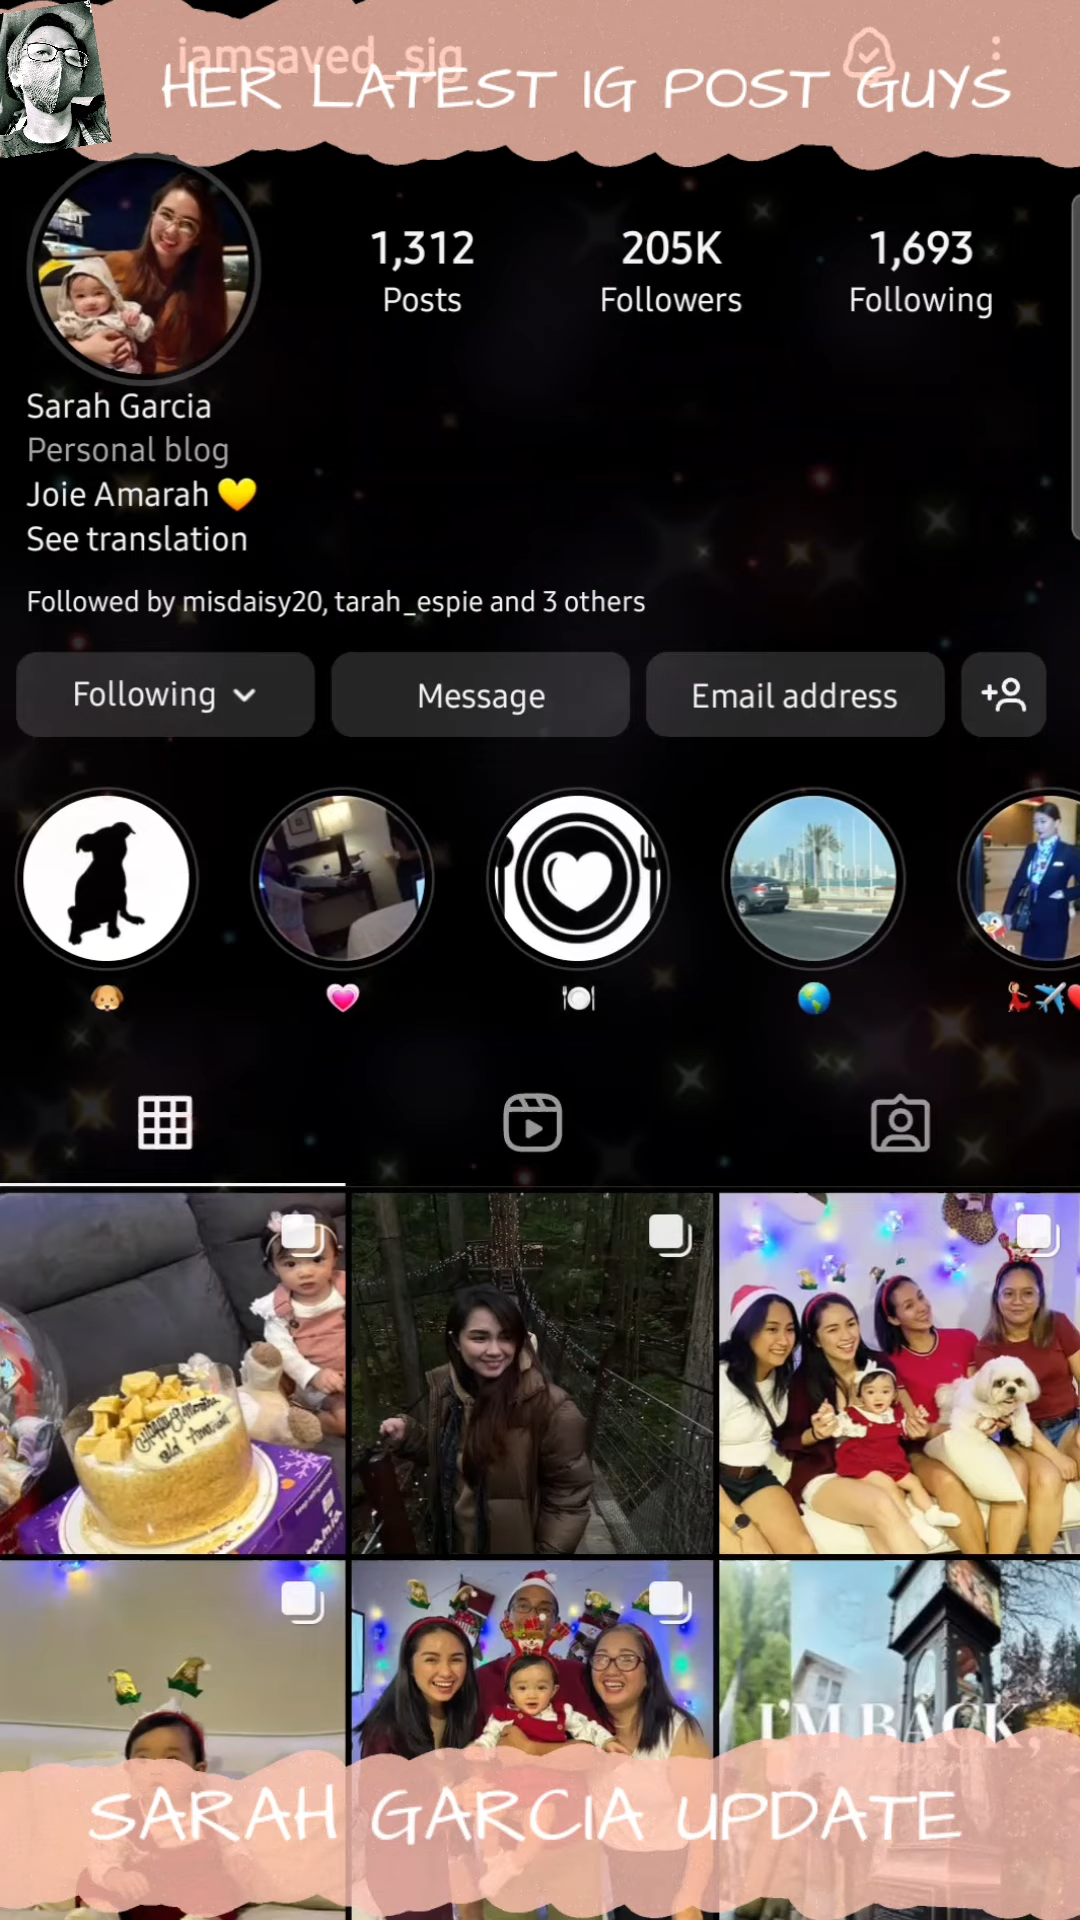 iamsaved_sjg
HER LATEST IG POST GUYS
1,312
Posts
205K
Followers
1,693
Following
Sarah Garcia
Personal blog
Joie Amarah 💛
See translation
Followed by misdaisy20, tarah_espie and 3 others
Following
Message
Email address
I'M BACK,
SARAH GARCIA UPDATE